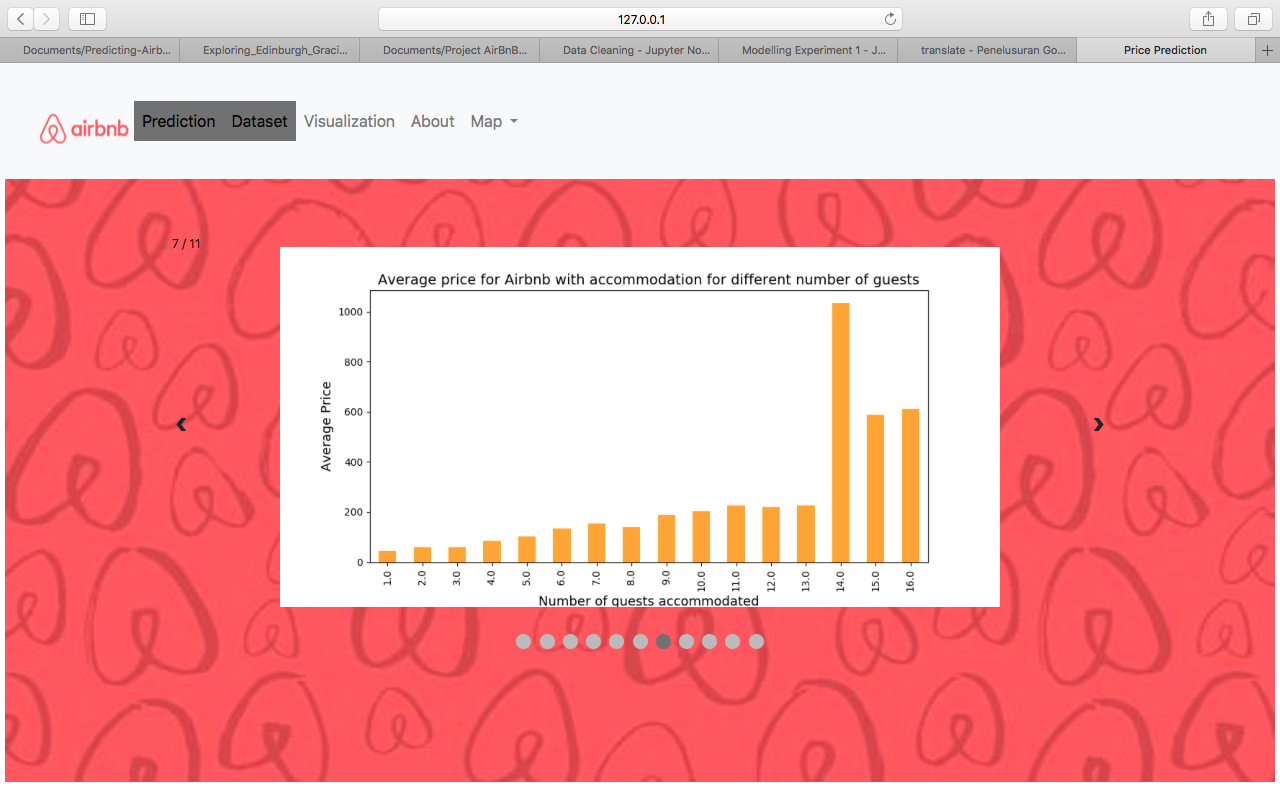 127.0.0.1
Documents/Predicting-Airb...
Exploring_Edinburgh_Graci...
Documents/Project AirBnB...
Data Cleaning - Jupyter No...
Modelling Experiment 1 - J...
translate - Penelusuran Go...
Price Prediction
airbnb Prediction Dataset Visualization About Map
7 / 11
Average price for Airbnb with accommodation for different number of guests
Average Price
1000
800
600
400
200
0
1.0 2.0 3.0 4.0 5.0 6.0 7.0 8.0 9.0 10.0 11.0 12.0 13.0 14.0 15.0 16.0
Number of guests accommodated